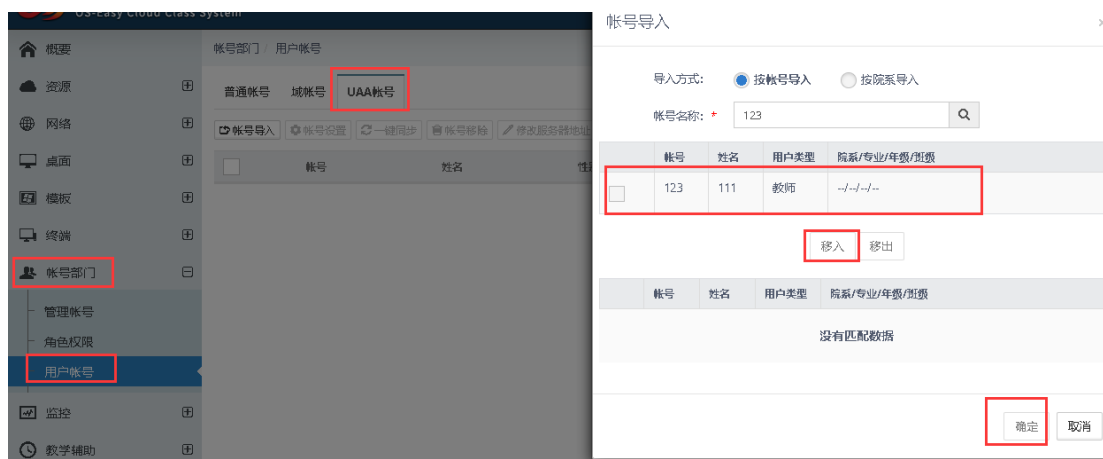 OS-Easy Cloud Class System
概要
资源
网络
桌面
模板
终端
帐号部门
管理帐号
角色权限
用户帐号
监控
教学辅助
帐号部门 / 用户帐号
普通帐号 域帐号 UAA帐号
帐号导入 帐号设置 一键同步 帐号移除 修改服务器地址
帐号 姓名
帐号导入
导入方式: 按帐号导入 按院系导入
帐号名称: * 123
帐号 姓名 用户类型 院系/专业/年级/班级
123 111 教师 --/--/--/--
移入 移出
帐号 姓名 用户类型 院系/专业/年级/班级
没有匹配数据
确定 取消